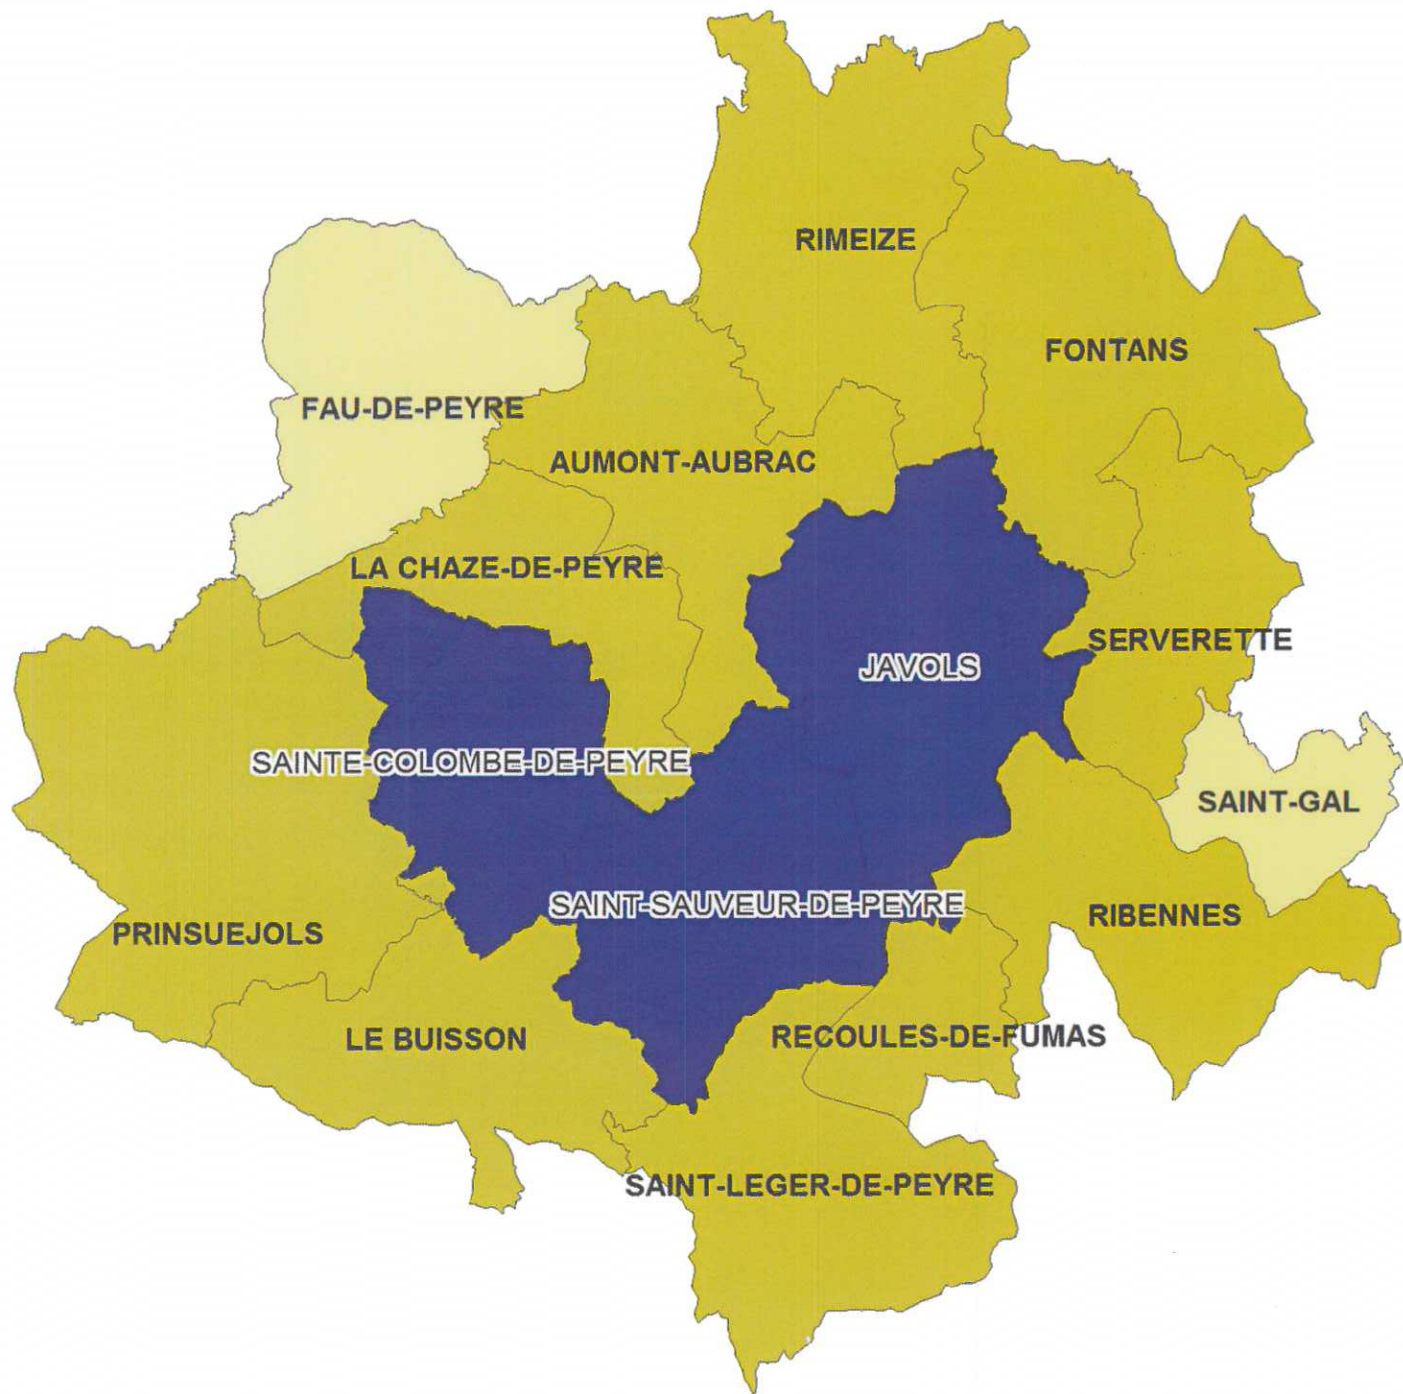 RIMEIZE
FONTANS
FAU-DE-PEYRE
AUMONT-AUBRAC
LA CHAZE-DE-PEYRE
SERVERETTE
JAVOLS
SAINTE-COLOMBE-DE-PEYRE
SAINT-GAL
SAINT-SAUVEUR-DE-PEYRE
RIBENNES
PRINSUEJOLS
RECOULES-DE-FUMAS
LE BUISSON
SAINT-LEGER-DE-PEYRE